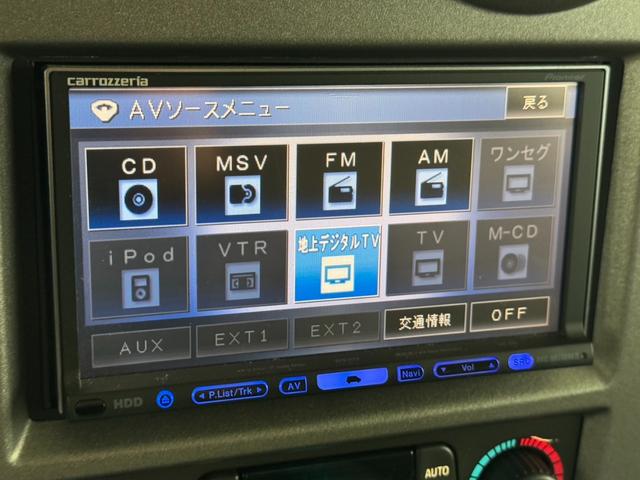 carrozzeria
Pioneer
AVソースメニュー
戻る
CD
MSV
FM
AM
ワンセグ
iPod
VTR
地上デジタルTV
TV
M-CD
AUX
EXT1
EXT2
交通情報
OFF
HDD
P.List/Trk
AV
Navi
Vol
SRC
AUTO